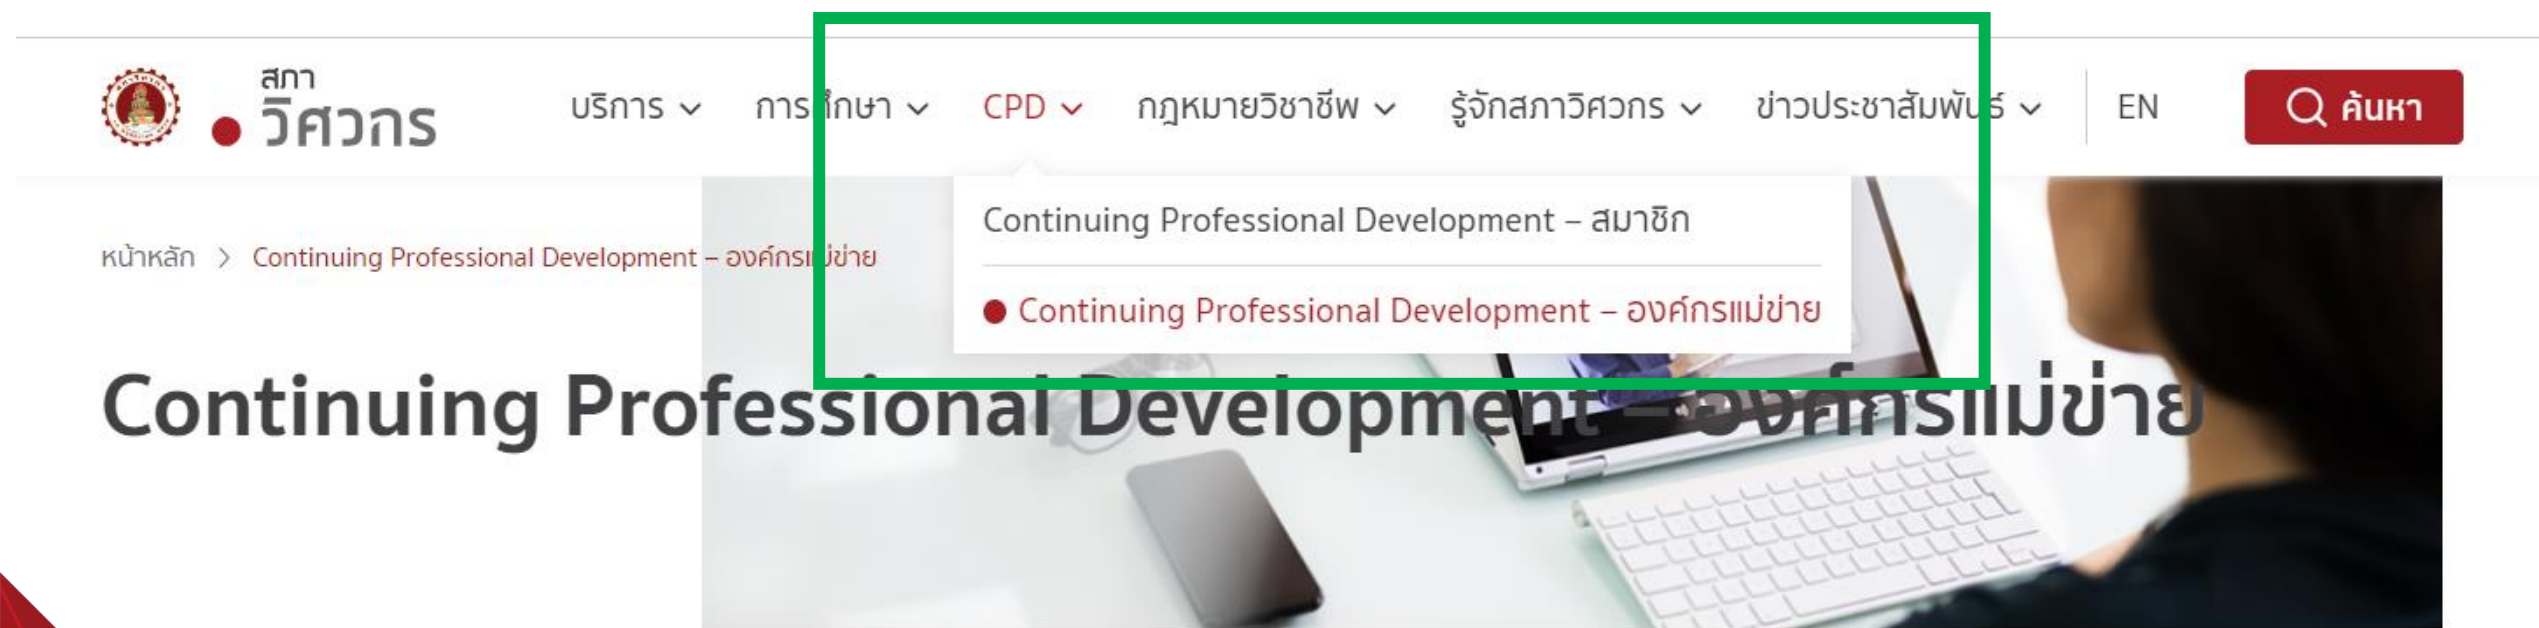 สภา
วิศวกร
บริการ การศึกษา CPD กฎหมายวิชาชีพ รู้จักสภาวิศวกร ข่าวประชาสัมพันธ์ EN ค้นหา
Continuing Professional Development – สมาชิก
หน้าหลัก > Continuing Professional Development – องค์กรแม่ข่าย
Continuing Professional Development – องค์กรแม่ข่าย
Continuing Professional Development – องค์กรแม่ข่าย